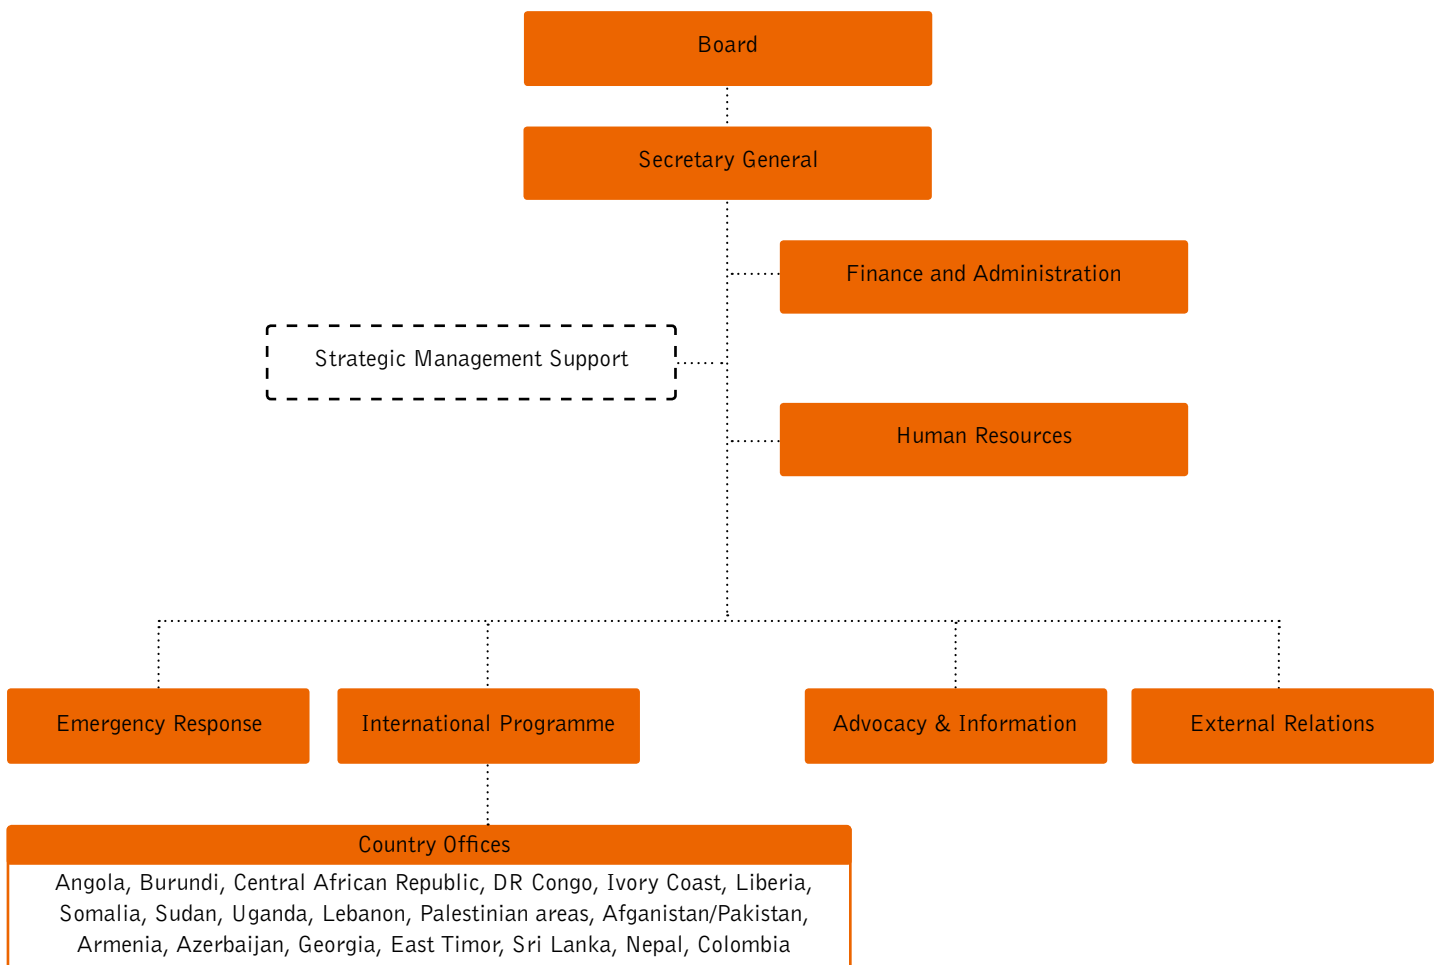 Board
Secretary General
Finance and Administration
Strategic Management Support
Human Resources
Emergency Response
International Programme
Advocacy & Information
External Relations
Country Offices
Angola, Burundi, Central African Republic, DR Congo, Ivory Coast, Liberia,
Somalia, Sudan, Uganda, Lebanon, Palestinian areas, Afganistan/Pakistan,
Armenia, Azerbaijan, Georgia, East Timor, Sri Lanka, Nepal, Colombia